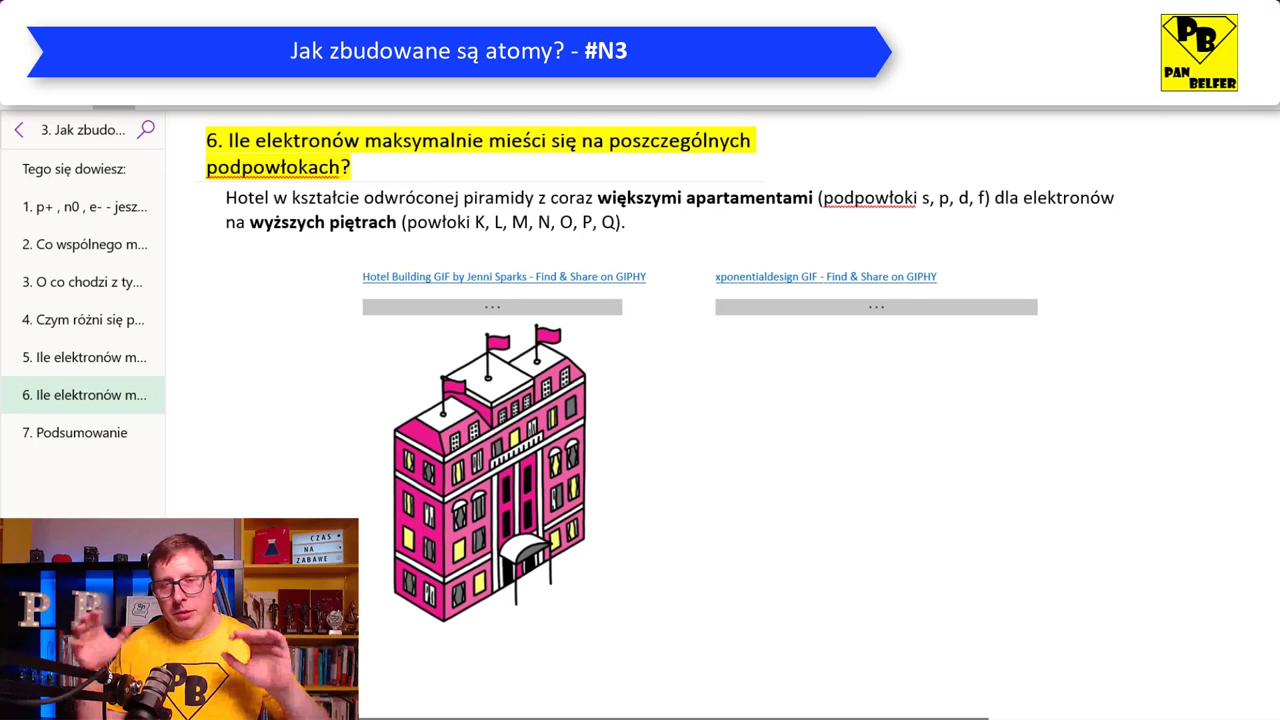 Jak zbudowane są atomy? - #N3
PB
PAN
BELFER
3. Jak zbudo...
Tego się dowiesz:
1. p+ , n0 , e- - jesz...
2. Co wspólnego m...
3. O co chodzi z ty...
4. Czym różni się p...
5. Ile elektronów m...
6. Ile elektronów m...
7. Podsumowanie
6. Ile elektronów maksymalnie mieści się na poszczególnych
podpowłokach?
Hotel w kształcie odwróconej piramidy z coraz większymi apartamentami (podpowłoki s, p, d, f) dla elektronów
na wyższych piętrach (powłoki K, L, M, N, O, P, Q).
Hotel Building GIF by Jenni Sparks - Find & Share on GIPHY
xponentialdesign GIF - Find & Share on GIPHY
...
...
CZAS
NA
ZABAWE
P
P
PB